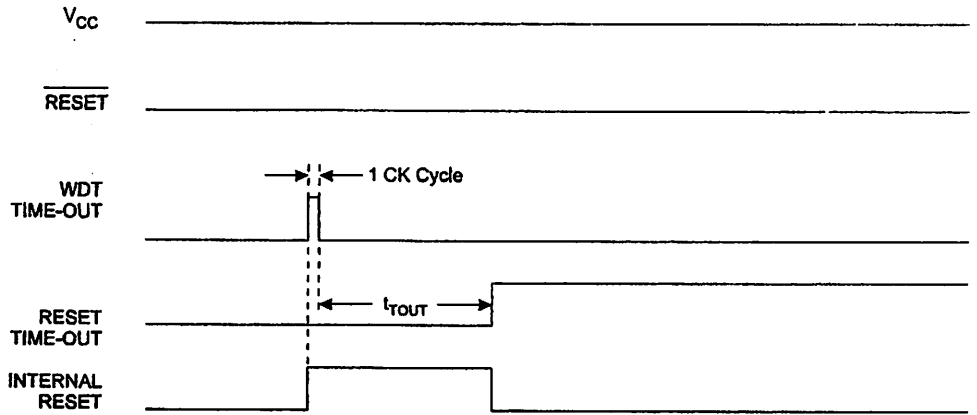 VCC
RESET
1 CK Cycle
WDT
TIME-OUT
tTOUT
RESET
TIME-OUT
INTERNAL
RESET